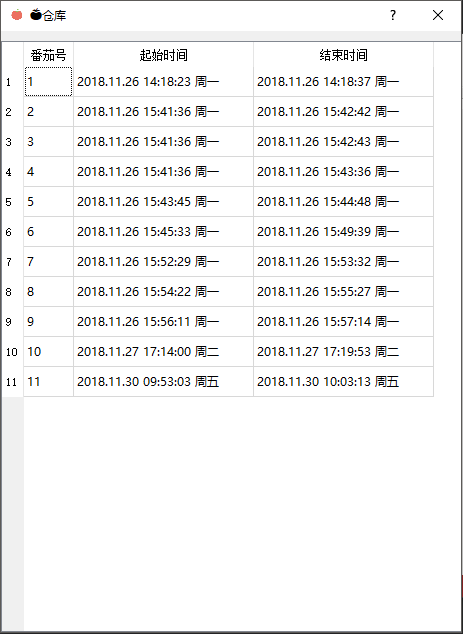 仓库 ?
番茄号 起始时间 结束时间
1 1 2018.11.26 14:18:23 周一 2018.11.26 14:18:37 周一
2 2 2018.11.26 15:41:36 周一 2018.11.26 15:42:42 周一
3 3 2018.11.26 15:41:36 周一 2018.11.26 15:42:43 周一
4 4 2018.11.26 15:41:36 周一 2018.11.26 15:43:36 周一
5 5 2018.11.26 15:43:45 周一 2018.11.26 15:44:48 周一
6 6 2018.11.26 15:45:33 周一 2018.11.26 15:49:39 周一
7 7 2018.11.26 15:52:29 周一 2018.11.26 15:53:32 周一
8 8 2018.11.26 15:54:22 周一 2018.11.26 15:55:27 周一
9 9 2018.11.26 15:56:11 周一 2018.11.26 15:57:14 周一
10 10 2018.11.27 17:14:00 周二 2018.11.27 17:19:53 周二
11 11 2018.11.30 09:53:03 周五 2018.11.30 10:03:13 周五